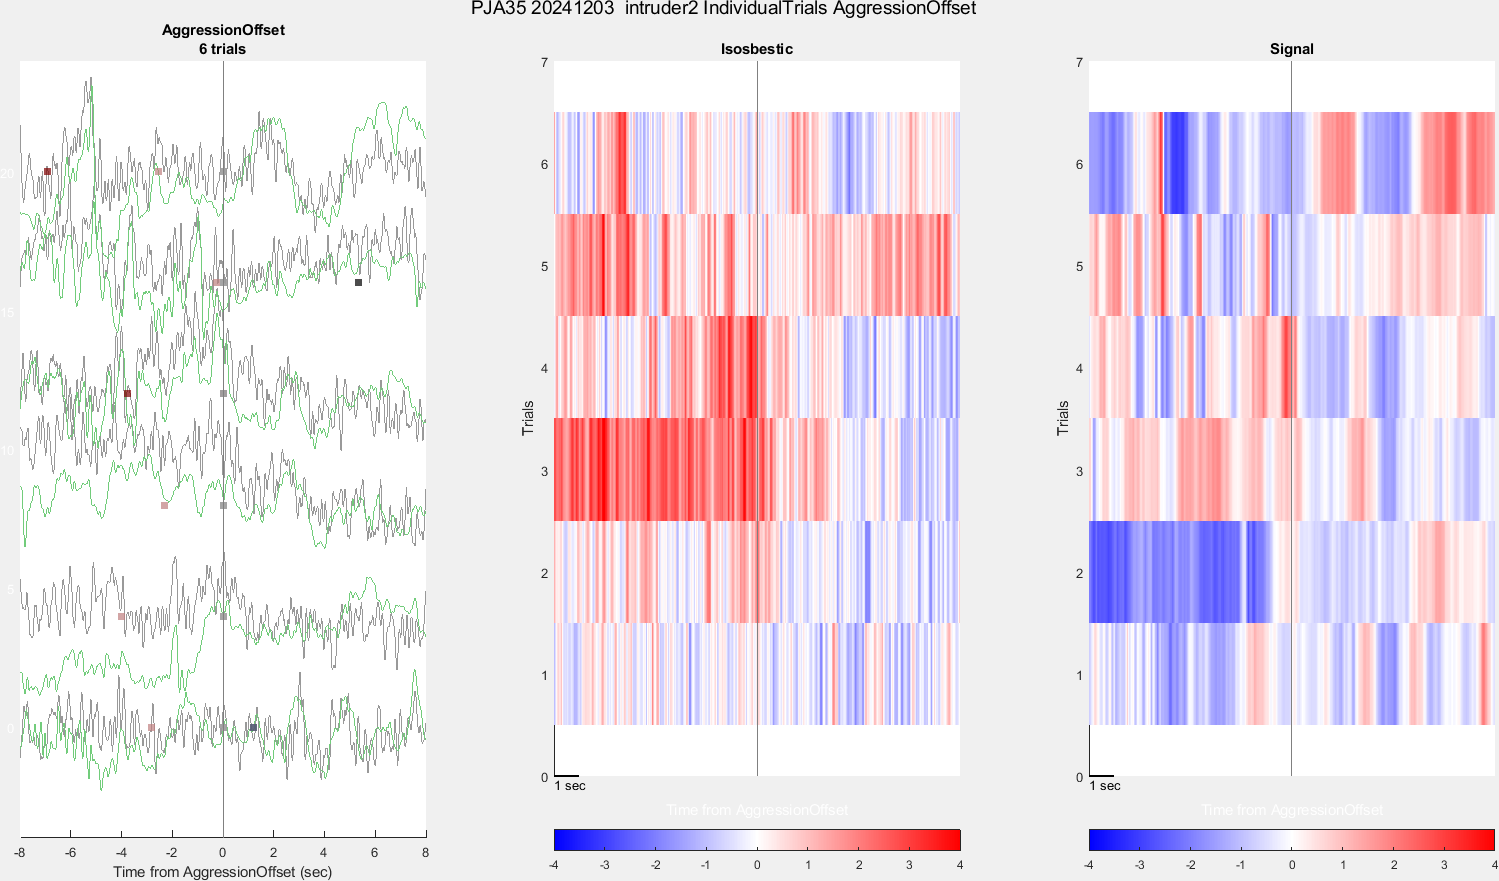 PJA35 20241203  intruder2 IndividualTrials AggressionOffset
AggressionOffset
6 trials
20
15
10
5
0
-8 -6 -4 -2 0 2 4 6 8
Time from AggressionOffset (sec)
Isosbestic
Trials
7
6
5
4
3
2
1
0
1 sec
Time from AggressionOffset
-4 -3 -2 -1 0 1 2 3 4
Signal
Trials
7
6
5
4
3
2
1
0
1 sec
Time from AggressionOffset
-4 -3 -2 -1 0 1 2 3 4